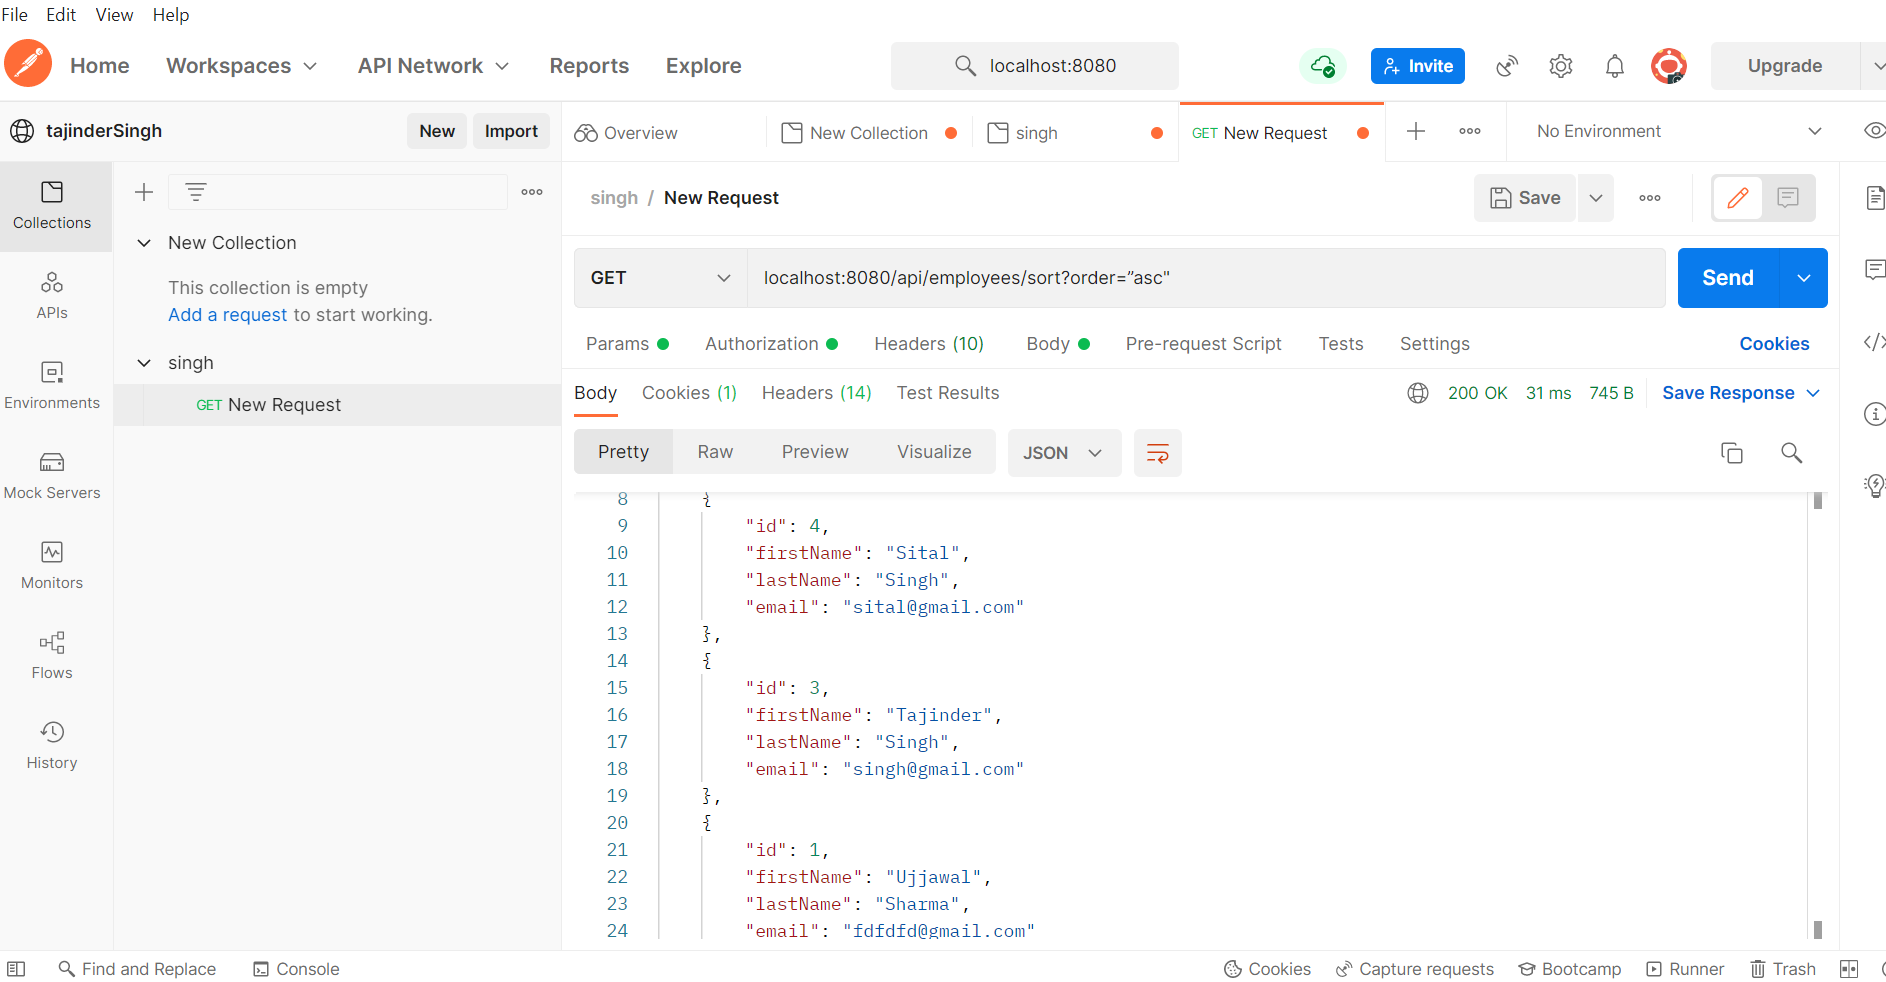 File Edit View Help
Home Workspaces API Network Reports Explore localhost:8080 Invite Upgrade
tajinderSingh New Import Overview New Collection singh GET New Request No Environment
singh / New Request Save
Collections
New Collection
This collection is empty
Add a request to start working.
singh
GET New Request
APIs
Environments
Mock Servers
Monitors
Flows
History
GET localhost:8080/api/employees/sort?order=”asc" Send
Params Authorization Headers (10) Body Pre-request Script Tests Settings Cookies
Body Cookies (1) Headers (14) Test Results 200 OK 31 ms 745 B Save Response
Pretty Raw Preview Visualize JSON
8 {
9 "id": 4,
10 "firstName": "Sital",
11 "lastName": "Singh",
12 "email": "sital@gmail.com"
13 },
14 {
15 "id": 3,
16 "firstName": "Tajinder",
17 "lastName": "Singh",
18 "email": "singh@gmail.com"
19 },
20 {
21 "id": 1,
22 "firstName": "Ujjawal",
23 "lastName": "Sharma",
24 "email": "fdfdfd@gmail.com"
Find and Replace Console Cookies Capture requests Bootcamp Runner Trash